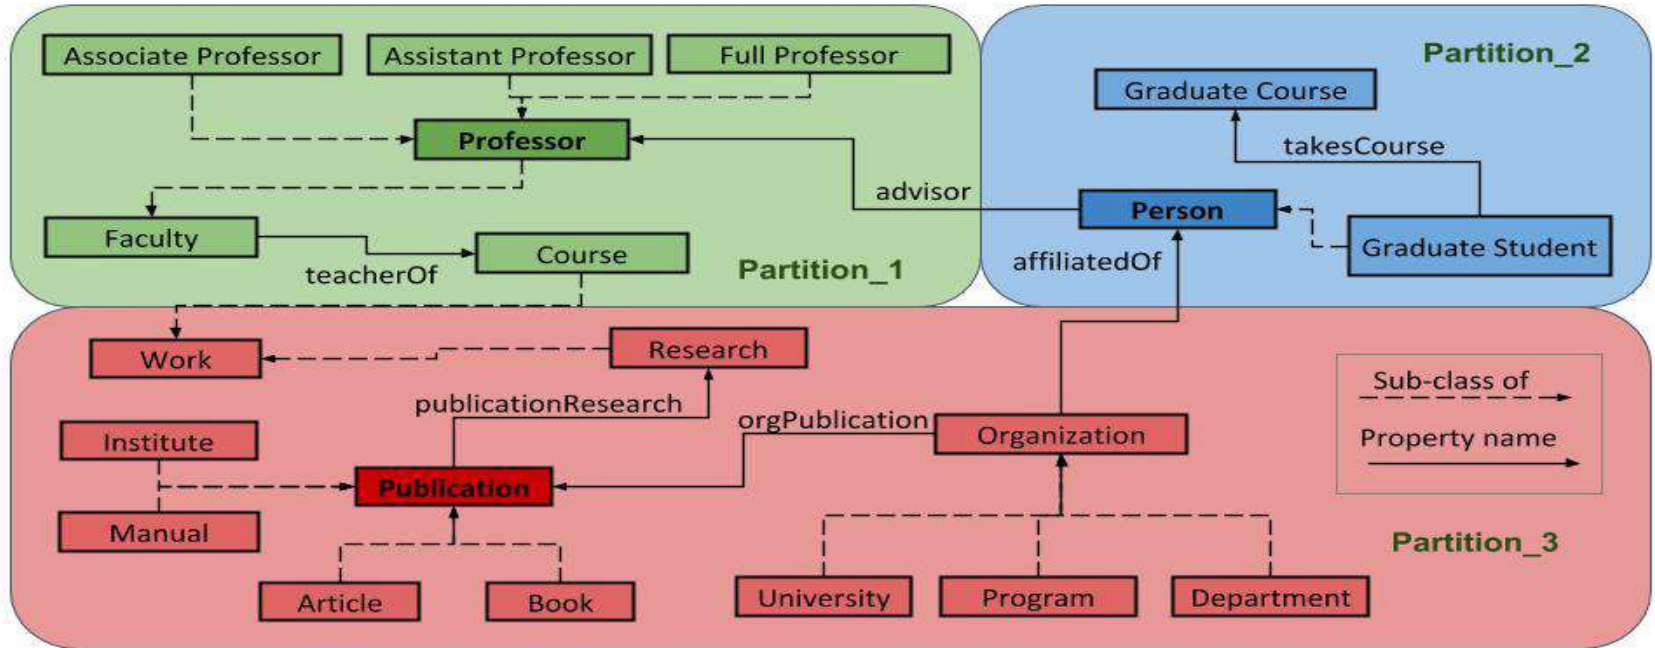 Associate Professor
Assistant Professor
Full Professor
Professor
Faculty
teacherOf
Course
Partition_1
Partition_2
Graduate Course
takesCourse
advisor
Person
Graduate Student
affiliatedOf
Work
Research
publicationResearch
orgPublication
Organization
Institute
Publication
Manual
Article
Book
University
Program
Department
Sub-class of
Property name
Partition_3